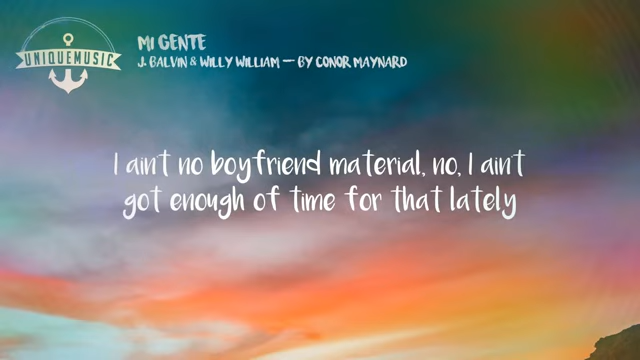 UNIQUEMUSIC
MI GENTE
J. BALVIN & WILLY WILLIAM — BY CONOR MAYNARD
I aint no boyfriend material, no, I aint
got enough of time for that lately